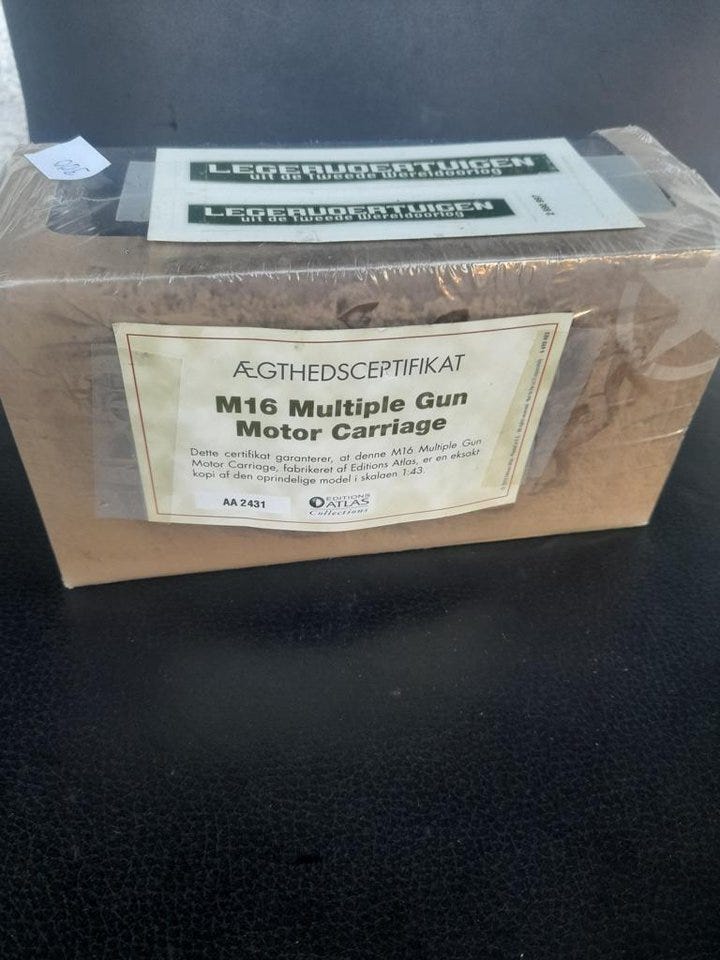 LEGERVOERTUIGEN
uit de Tweede Wereldoorlog
LEGERVOERTUIGEN
uit de Tweede Wereldoorlog
ÆGTHEDSCEPTIFIKAT
M16 Multiple Gun
Motor Carriage
Dette certifikat garanterer, at denne M16 Multiple Gun
Motor Carriage, fabrikeret af Editions Atlas, er en eksakt
kopi af den oprindelige model i skalaen 1:43.
AA 2431
EDITIONS
ATLAS
Collections